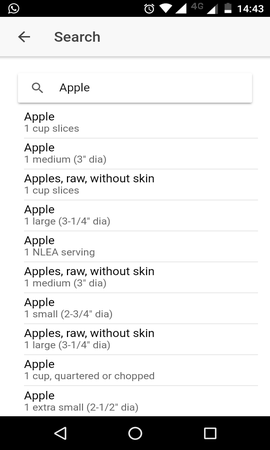 4G 14:43
Search
Apple
Apple
1 cup slices
Apple
1 medium (3" dia)
Apples, raw, without skin
1 cup slices
Apple
1 large (3-1/4" dia)
Apple
1 NLEA serving
Apples, raw, without skin
1 medium (3" dia)
Apple
1 small (2-3/4" dia)
Apples, raw, without skin
1 large (3-1/4" dia)
Apple
1 cup, quartered or chopped
Apple
1 extra small (2-1/2" dia)